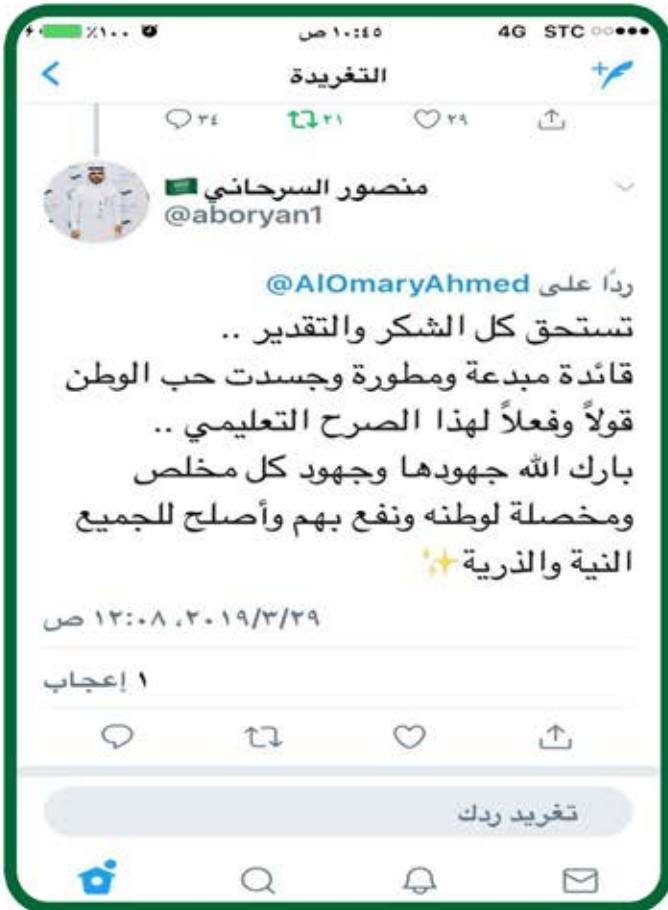 ٪١٠٠ ١٠:٤٥ ص 4G STC
التغريدة
٣٤ ٢١ ٢٩
منصور السرحاني 🇸🇦
@aboryan1
ردًا على @AlOmaryAhmed
تستحق كل الشكر والتقدير ..
قائدة مبدعة ومطورة وجسدت حب الوطن
قولاً وفعلاً لهذا الصرح التعليمي ..
بارك الله جهودها وجهود كل مخلص
ومخصلة لوطنه ونفع بهم وأصلح للجميع
النية والذرية ✨
٢٠١٩/٣/٢٩، ١٢:٠٨ ص
١ إعجاب
تغريد ردك